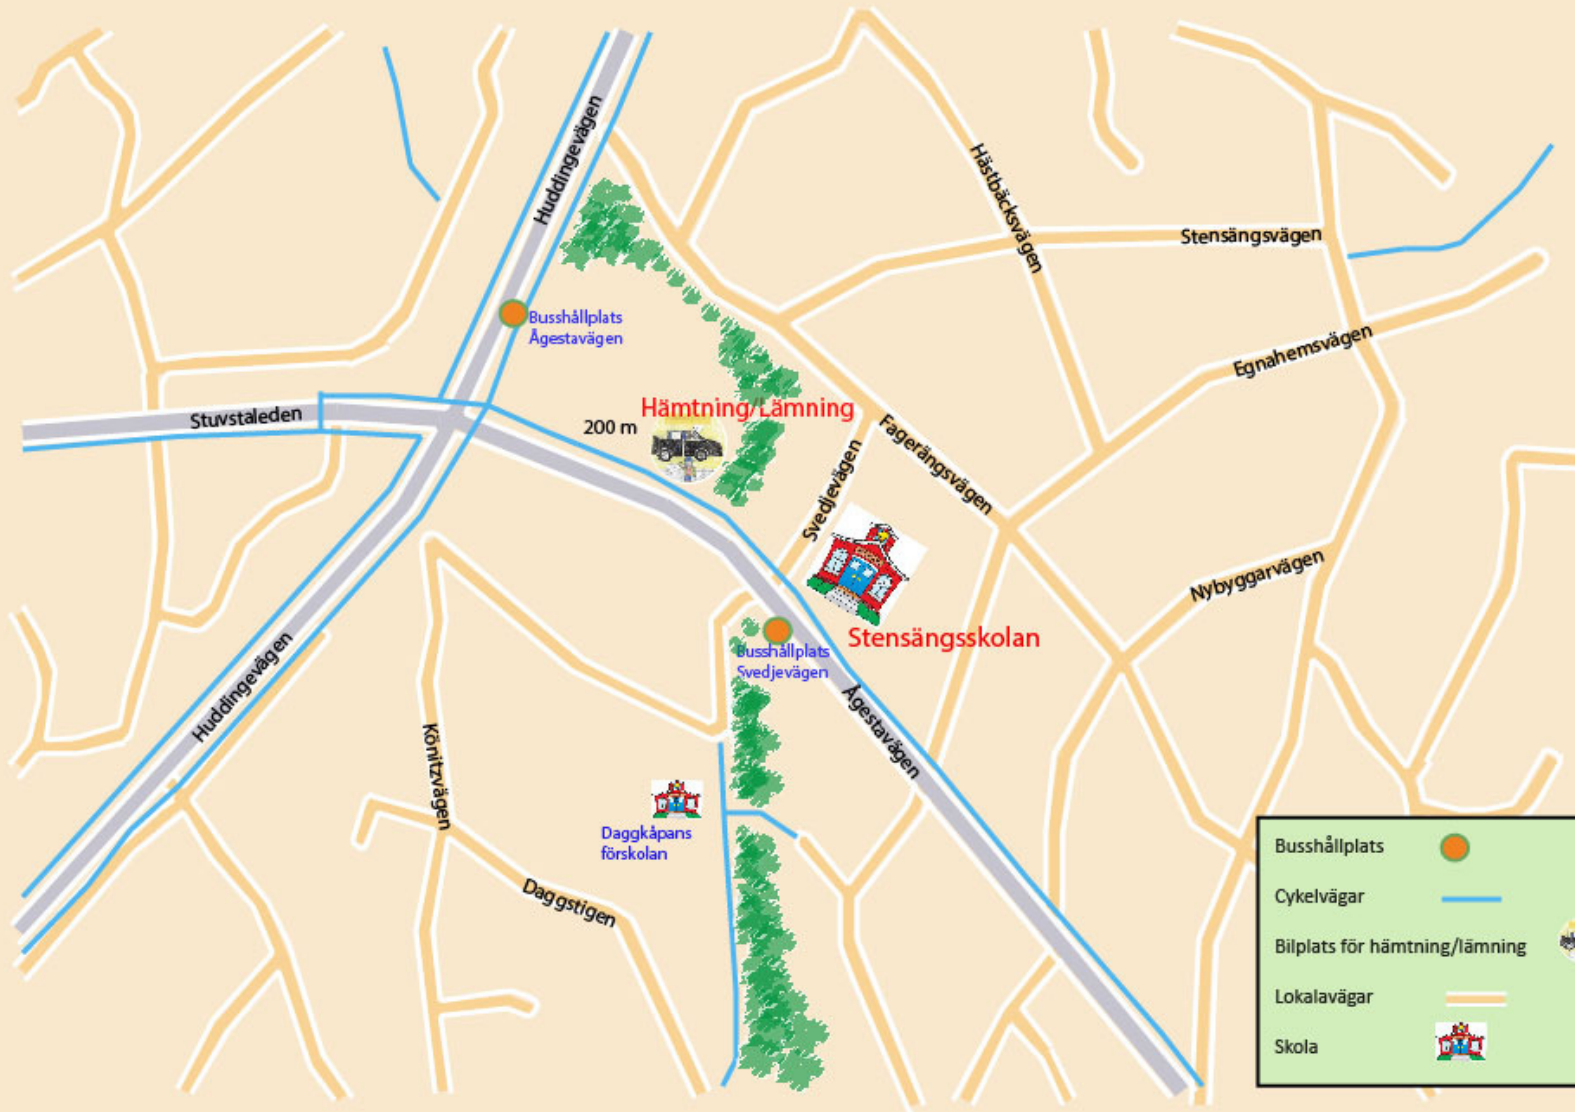 Huddingevägen
Hästbäcksvägen
Stensängsvägen
Busshållplats
Ågestavägen
Egnahemsvägen
Stuvstaleden
Hämtning/Lämning
200 m
Svedjevägen
Fagerängsvägen
Nybyggarvägen
Stensängsskolan
Huddingevägen
Busshållplats
Svedjevägen
Ågestavägen
Könitzvägen
Daggkåpans
förskolan
Daggstigen
Busshållplats
Cykelvägar
Bilplats för hämtning/lämning
Lokalavägar
Skola